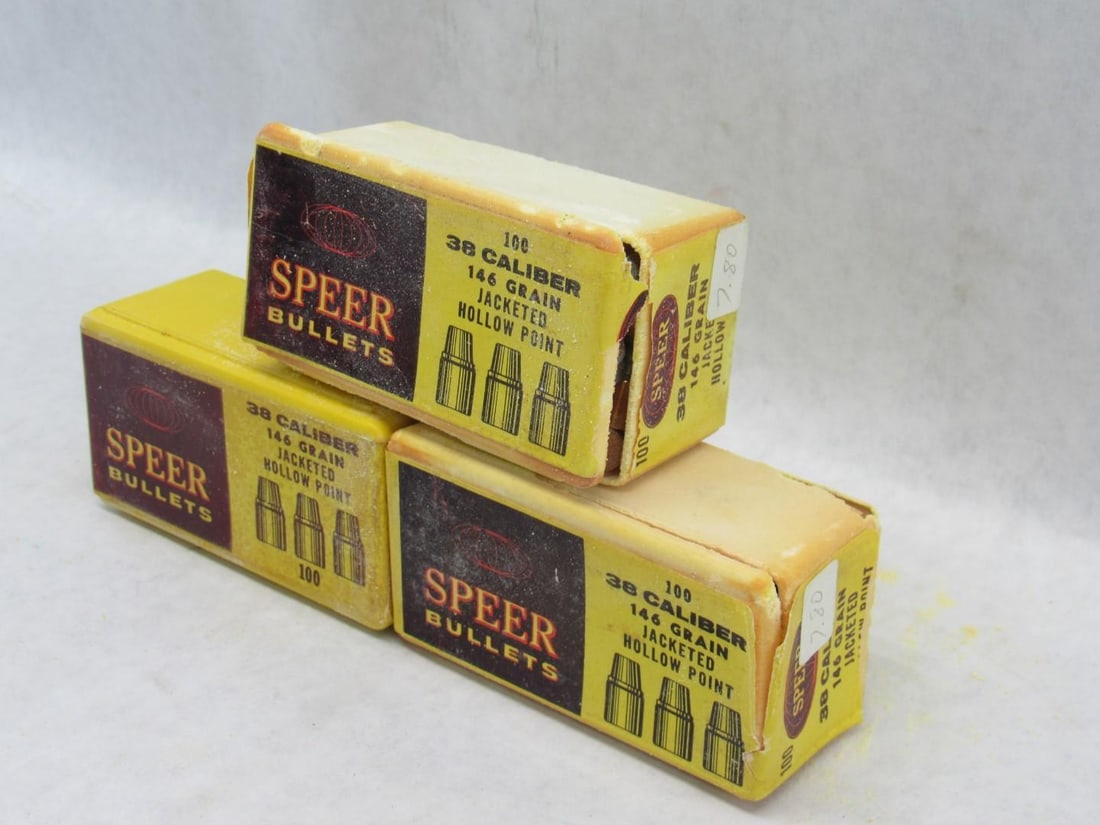 SPEER
BULLETS
100
38 CALIBER
146 GRAIN
JACKETED
HOLLOW POINT
7.80
SPEER
38 CALIBER
146 GRAIN
JACKE
HOLLOW
100
SPEER
BULLETS
38 CALIBER
146 GRAIN
JACKETED
HOLLOW POINT
100
SPEER
BULLETS
100
38 CALIBER
146 GRAIN
JACKETED
HOLLOW POINT
7.80
SPEER
38 CALIBER
146 GRAIN
JACKETED
POINT
100